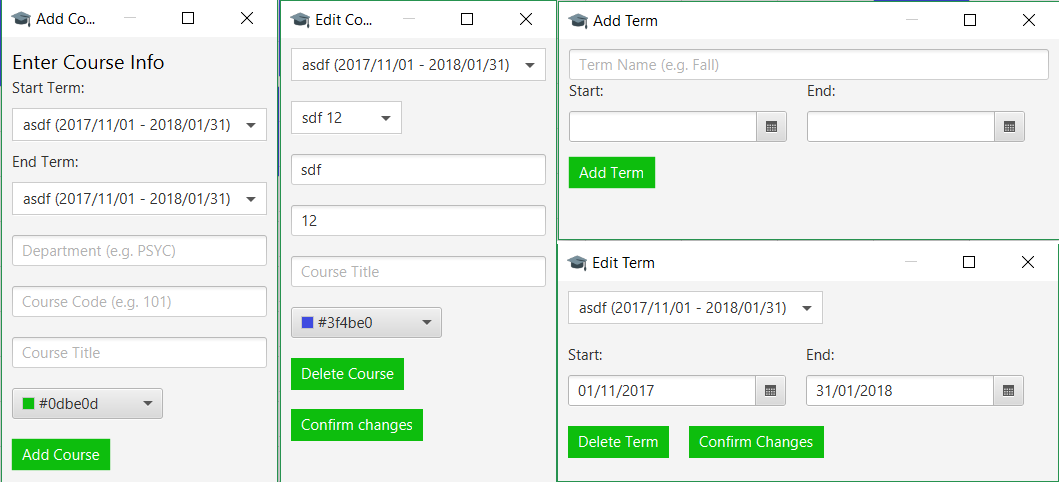 Add Co...
Enter Course Info
Start Term:
asdf (2017/11/01 - 2018/01/31)
End Term:
asdf (2017/11/01 - 2018/01/31)
Department (e.g. PSYC)
Course Code (e.g. 101)
Course Title
#0dbe0d
Add Course
Edit Co...
asdf (2017/11/01 - 2018/01/31)
sdf 12
sdf
12
Course Title
#3f4be0
Delete Course
Confirm changes
Add Term
Term Name (e.g. Fall)
Start: End:
Add Term
Edit Term
asdf (2017/11/01 - 2018/01/31)
Start: End:
01/11/2017 31/01/2018
Delete Term Confirm Changes